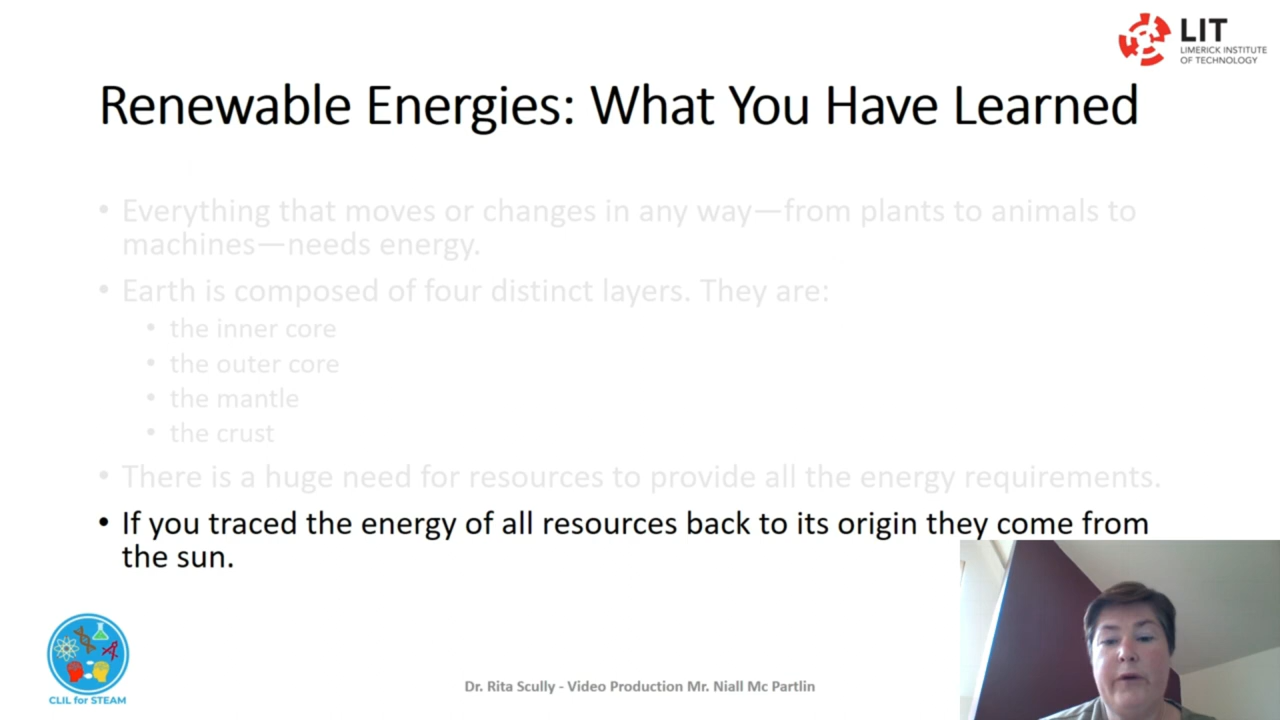 LIT
LIMERICK INSTITUTE
OF TECHNOLOGY
Renewable Energies: What You Have Learned
• Everything that moves or changes in any way—from plants to animals to
machines—needs energy.
• Earth is composed of four distinct layers. They are:
• the inner core
• the outer core
• the mantle
• the crust
• There is a huge need for resources to provide all the energy requirements.
• If you traced the energy of all resources back to its origin they come from
the sun.
CLIL for STEAM
Dr. Rita Scully - Video Production Mr. Niall Mc Partlin